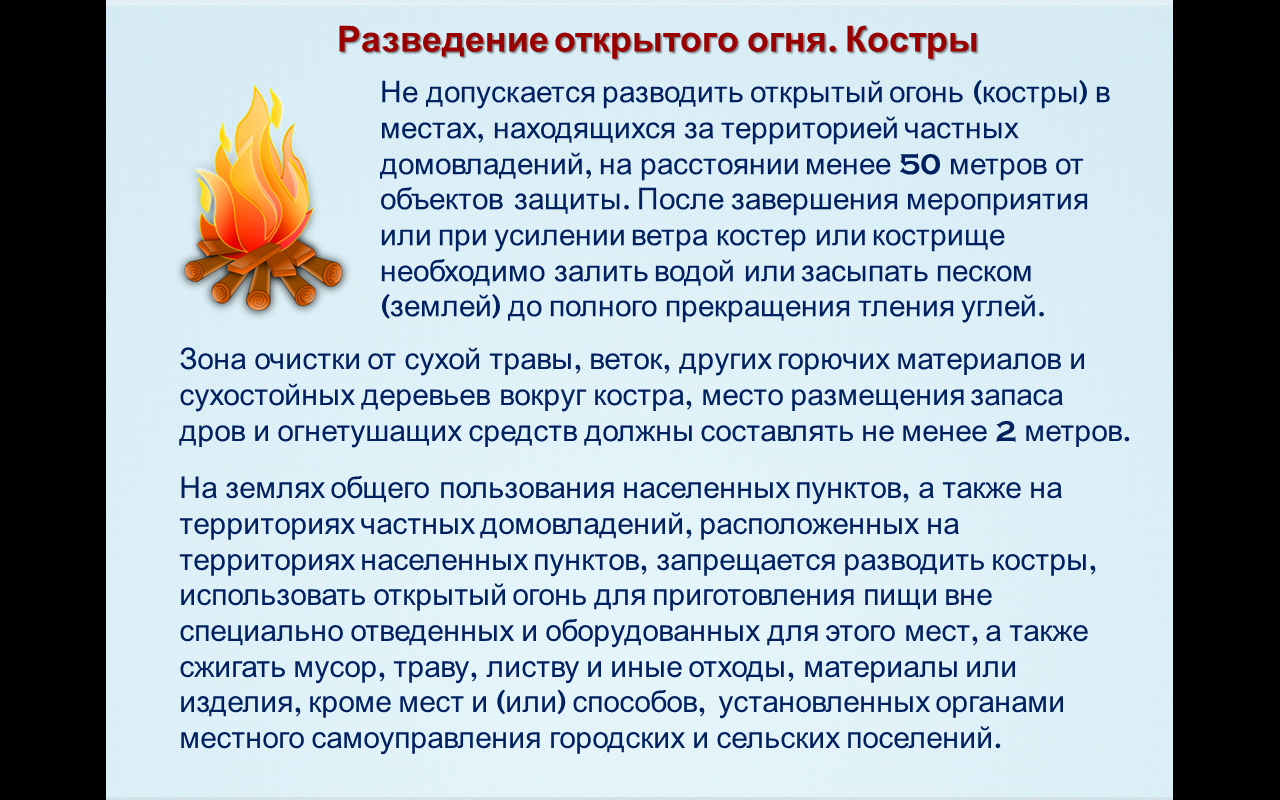 Разведение открытого огня. Костры
Не допускается разводить открытый огонь (костры) в
местах, находящихся за территорией частных
домовладений, на расстоянии менее 50 метров от
объектов защиты. После завершения мероприятия
или при усилении ветра костер или кострище
необходимо залить водой или засыпать песком
(землей) до полного прекращения тления углей.
Зона очистки от сухой травы, веток, других горючих материалов и
сухостойных деревьев вокруг костра, место размещения запаса
дров и огнетушащих средств должны составлять не менее 2 метров.
На землях общего пользования населенных пунктов, а также на
территориях частных домовладений, расположенных на
территориях населенных пунктов, запрещается разводить костры,
использовать открытый огонь для приготовления пищи вне
специально отведенных и оборудованных для этого мест, а также
сжигать мусор, траву, листву и иные отходы, материалы или
изделия, кроме мест и (или) способов, установленных органами
местного самоуправления городских и сельских поселений.